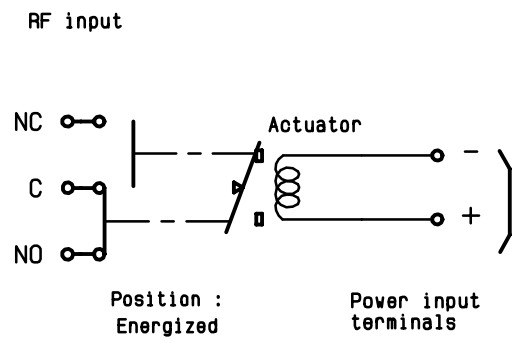 RF input
NC
Actuator
-
C
+
NO
Position :
Energized
Power input
terminals